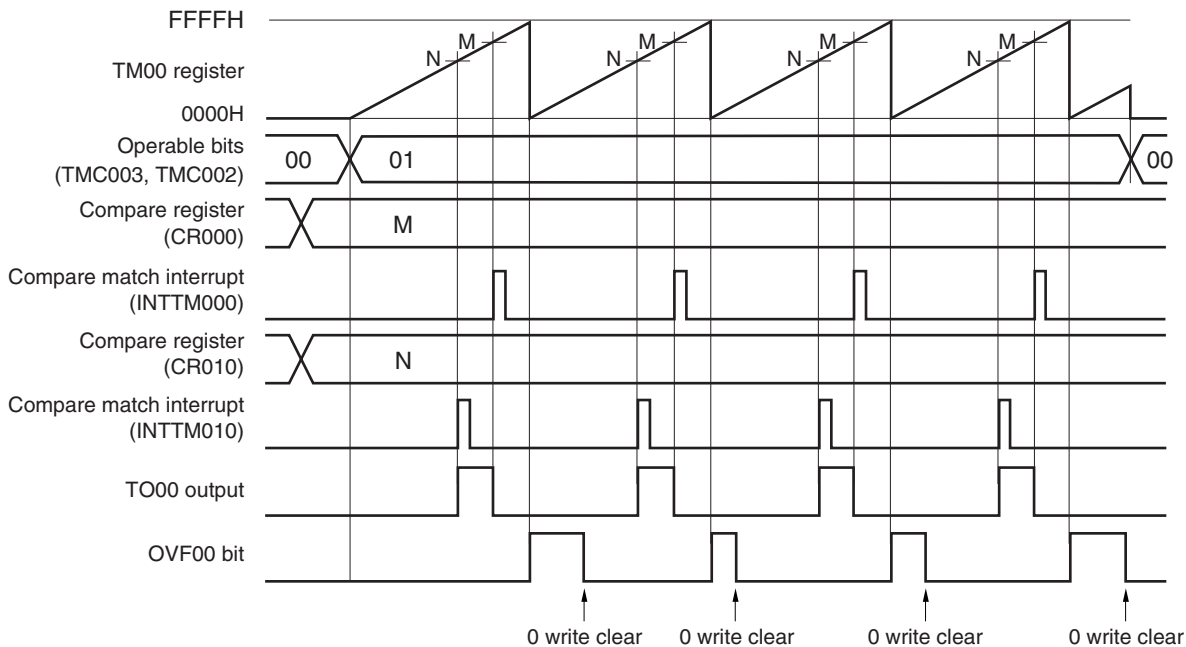 FFFFH
M M M M
N N N N
TM00 register
0000H
Operable bits
(TMC003, TMC002)
00 01 00
Compare register
(CR000)
M
Compare match interrupt
(INTTM000)
Compare register
(CR010)
N
Compare match interrupt
(INTTM010)
TO00 output
OVF00 bit
0 write clear 0 write clear 0 write clear 0 write clear